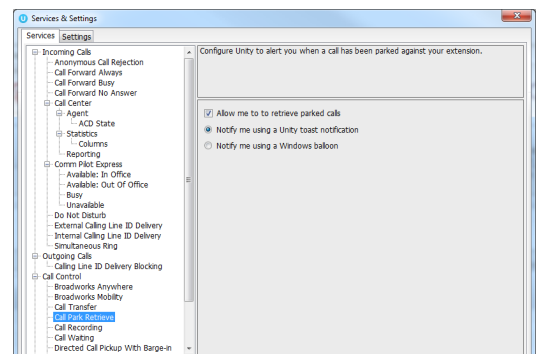 Services & Settings
Services Settings
Incoming Calls
Anonymous Call Rejection
Call Forward Always
Call Forward Busy
Call Forward No Answer
Call Center
Agent
ACD State
Statistics
Columns
Reporting
Comm Pilot Express
Available: In Office
Available: Out Of Office
Busy
Unavailable
Do Not Disturb
External Calling Line ID Delivery
Internal Calling Line ID Delivery
Simultaneous Ring
Outgoing Calls
Calling Line ID Delivery Blocking
Call Control
Broadworks Anywhere
Broadworks Mobility
Call Transfer
Call Park Retrieve
Call Recording
Call Waiting
Directed Call Pickup With Barge-in
Configure Unity to alert you when a call has been parked against your extension.
Allow me to to retrieve parked calls
Notify me using a Unity toast notification
Notify me using a Windows balloon